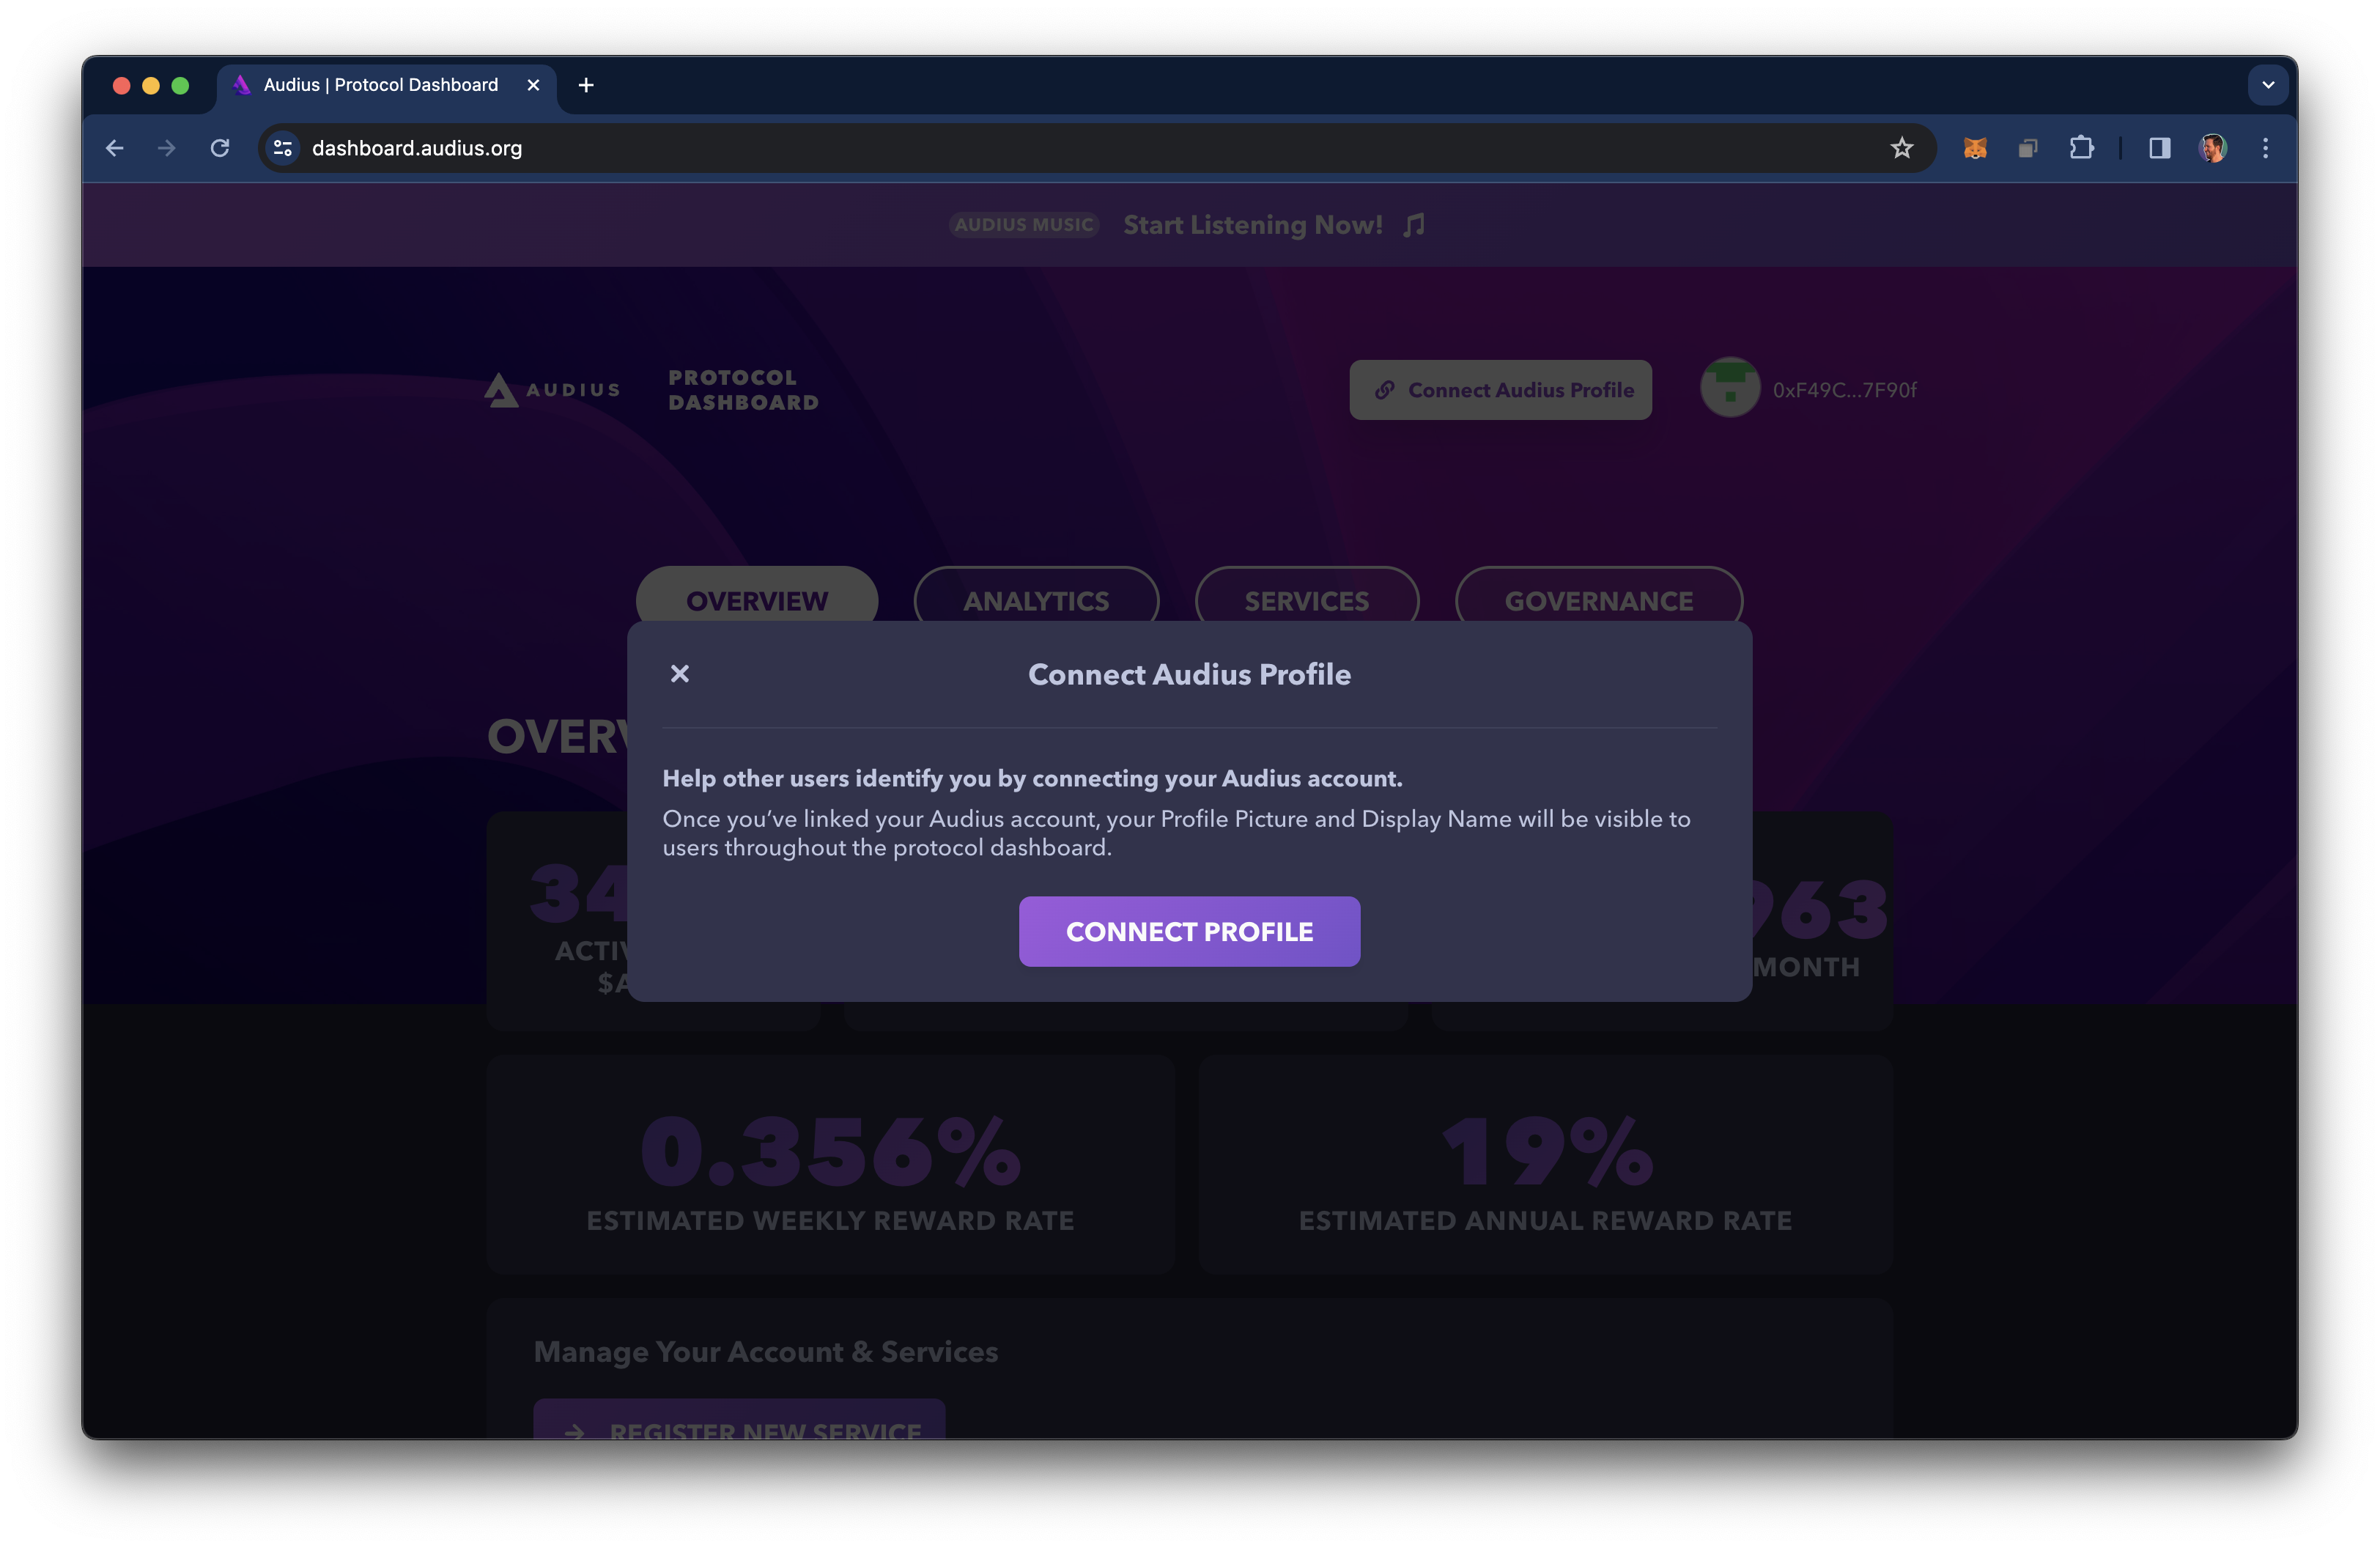 Audius | Protocol Dashboard
dashboard.audius.org
AUDIUS MUSIC Start Listening Now!
AUDIUS
PROTOCOL
DASHBOARD
Connect Audius Profile
0xF49C...7F90f
OVERVIEW
ANALYTICS
SERVICES
GOVERNANCE
Connect Audius Profile
Help other users identify you by connecting your Audius account.
Once you’ve linked your Audius account, your Profile Picture and Display Name will be visible to
users throughout the protocol dashboard.
CONNECT PROFILE
MONTH
0.356%
ESTIMATED WEEKLY REWARD RATE
19%
ESTIMATED ANNUAL REWARD RATE
Manage Your Account & Services
REGISTER NEW SERVICE